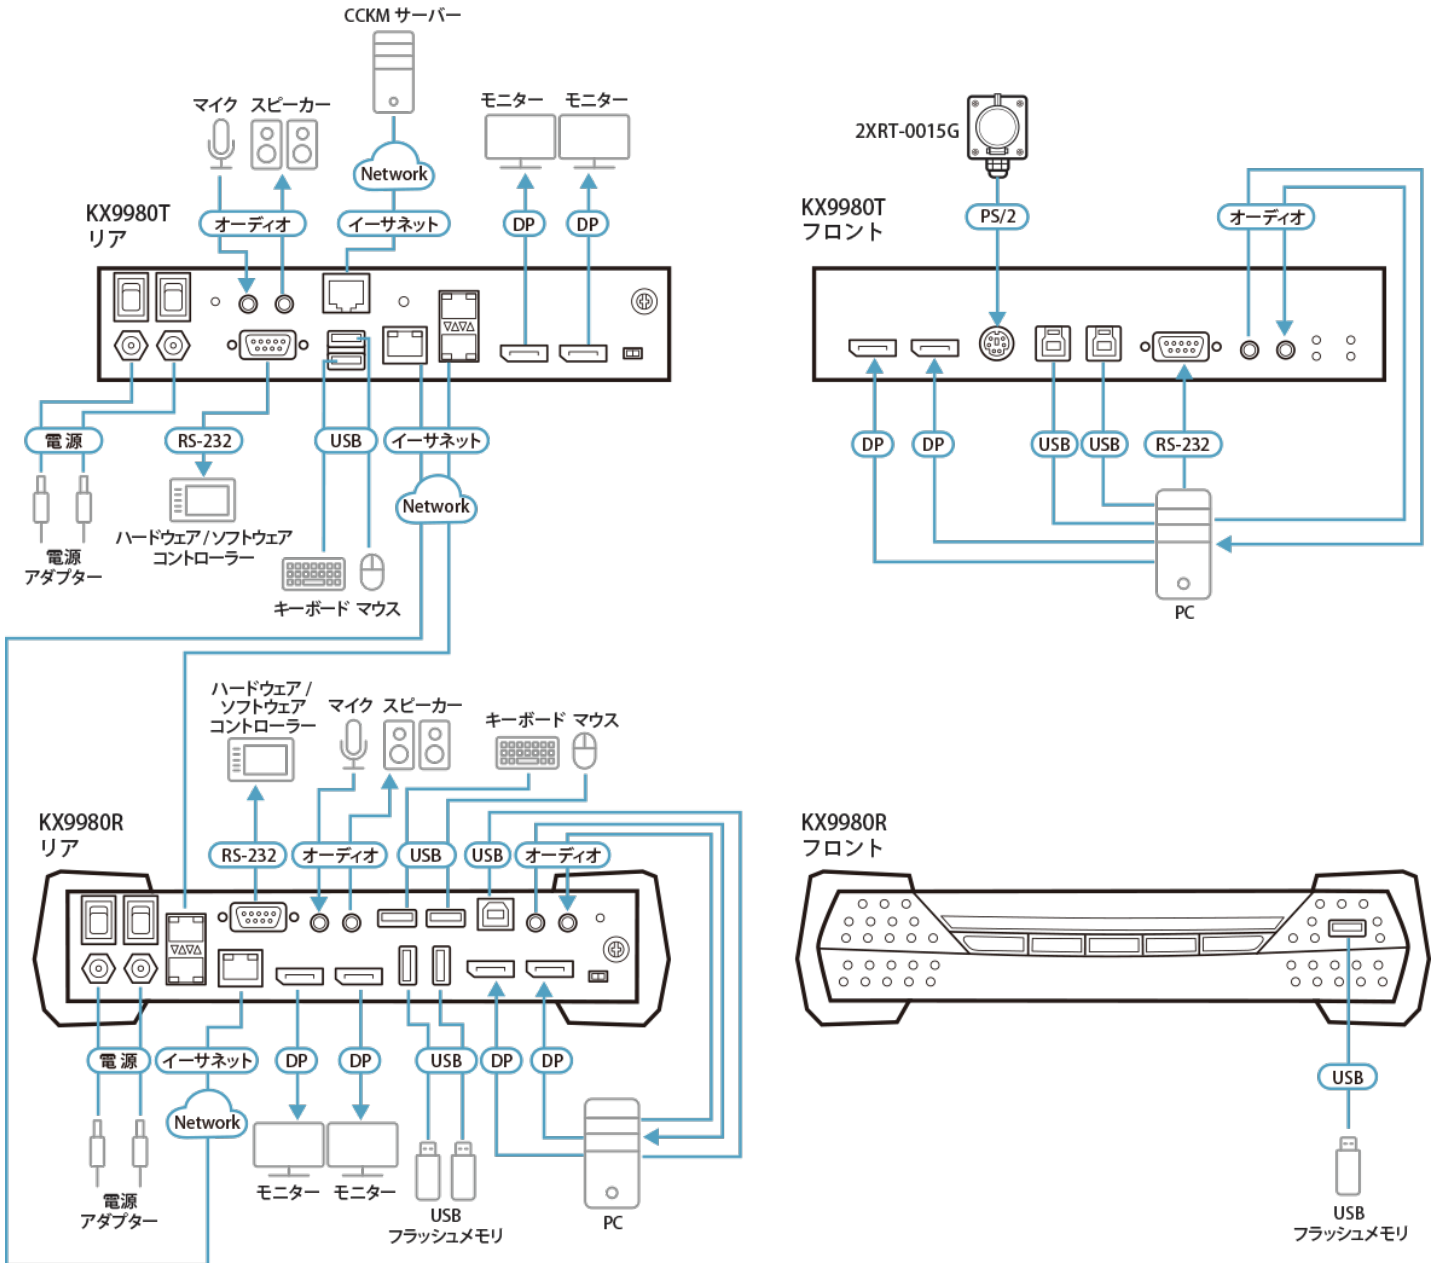 CCKM サーバー
マイク スピーカー
モニター モニター
Network
KX9980T
リア
オーディオ
イーサネット
DP DP
電源
RS-232
USB
イーサネット
Network
電源
アダプター
ハードウェア / ソフトウェア
コントローラー
キーボード マウス
2XRT-0015G
KX9980T
フロント
PS/2
オーディオ
DP DP USB USB RS-232
PC
ハードウェア /
ソフトウェア
コントローラー
マイク スピーカー
キーボード マウス
KX9980R
リア
RS-232 オーディオ USB USB オーディオ
電源 イーサネット DP DP USB DP DP
Network
電源
アダプター
モニター モニター
USB
フラッシュメモリ
PC
KX9980R
フロント
USB
USB
フラッシュメモリ